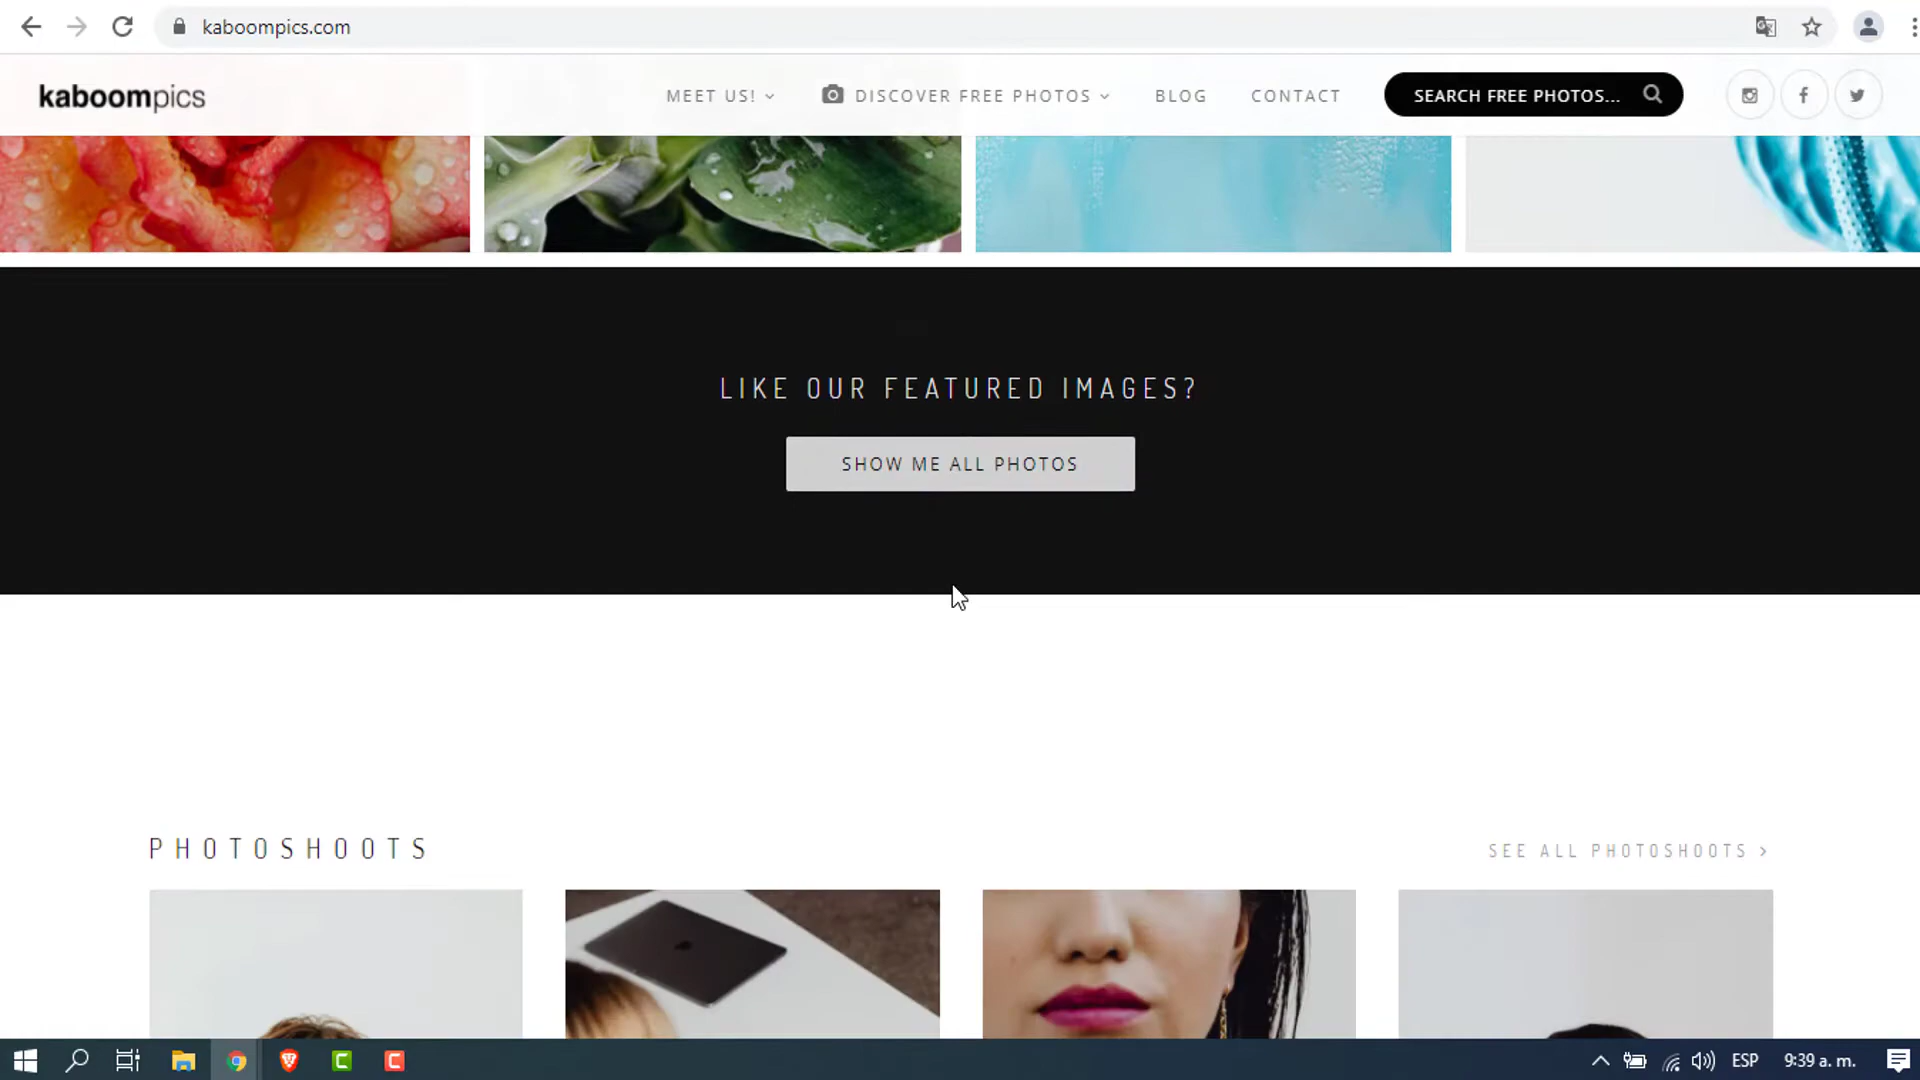 kaboompics.com
kaboompics
MEET US!
DISCOVER FREE PHOTOS
BLOG
CONTACT
SEARCH FREE PHOTOS...
LIKE OUR FEATURED IMAGES?
SHOW ME ALL PHOTOS
PHOTOSHOOTS
SEE ALL PHOTOSHOOTS >
ESP
9:39 a. m.